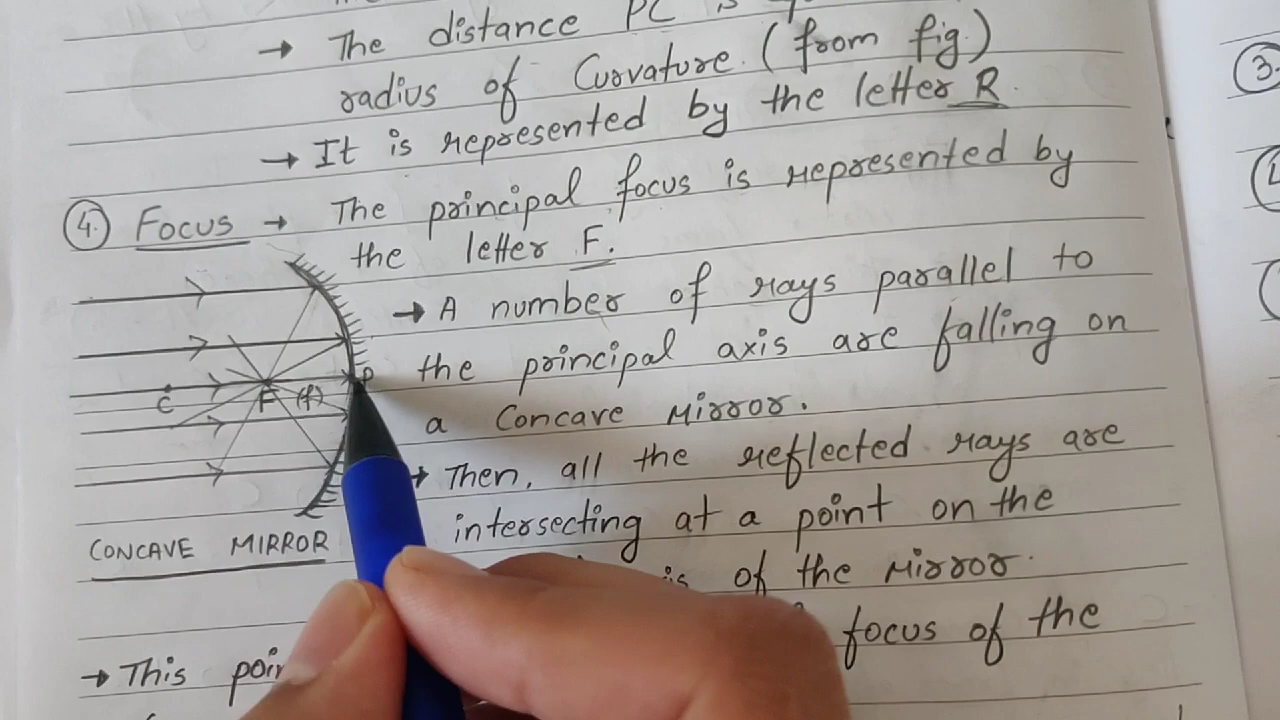 → The distance PC is
radius of Curvature. (from fig.)
→ It is represented by the letter R.
4. Focus → The principal focus is represented by
the letter F.
→ A number of rays parallel to
the principal axis are falling on
a Concave Mirror.
→ Then, all the reflected rays are
intersecting at a point on the
is of the Mirror.
focus of the
→ This
C F (f) P
CONCAVE MIRROR
3.